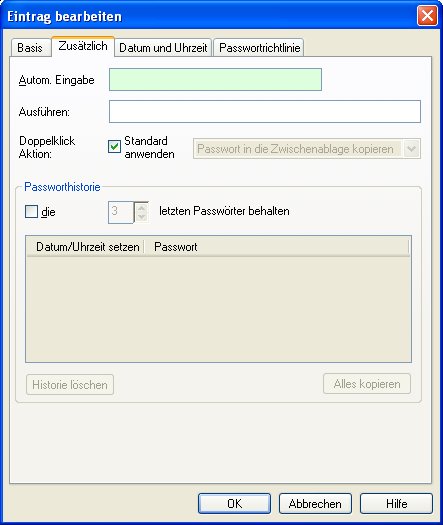 Eintrag bearbeiten
Basis Zusätzlich Datum und Uhrzeit Passwortrichtlinie
Autom. Eingabe
Ausführen:
Doppelklick Aktion: Standard anwenden Passwort in die Zwischenablage kopieren
Passworthistorie
die 3 letzten Passwörter behalten
Datum/Uhrzeit setzen Passwort
Historie löschen Alles kopieren
OK Abbrechen Hilfe